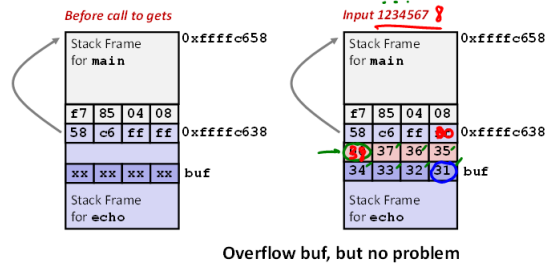 Before call to gets
Input 1234567 8
Stack Frame
for main
0xffffc658
Stack Frame
for main
0xffffc658
f7 85 04 08
f7 85 04 08
58 c6 ff ff
0xffffc638
58 c6 ff
0xffffc638
37 36 35
xx xx xx xx
buf
34 33 32 31
buf
Stack Frame
for echo
Stack Frame
for echo
Overflow buf, but no problem